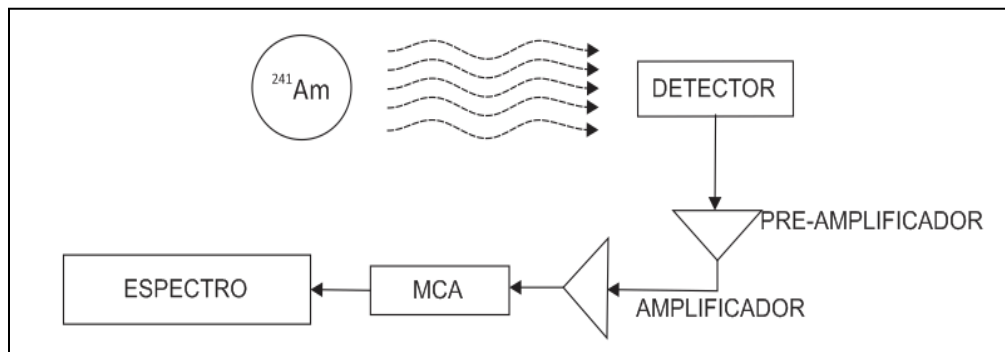 ²⁴¹Am
DETECTOR
PRE-AMPLIFICADOR
ESPECTRO
MCA
AMPLIFICADOR